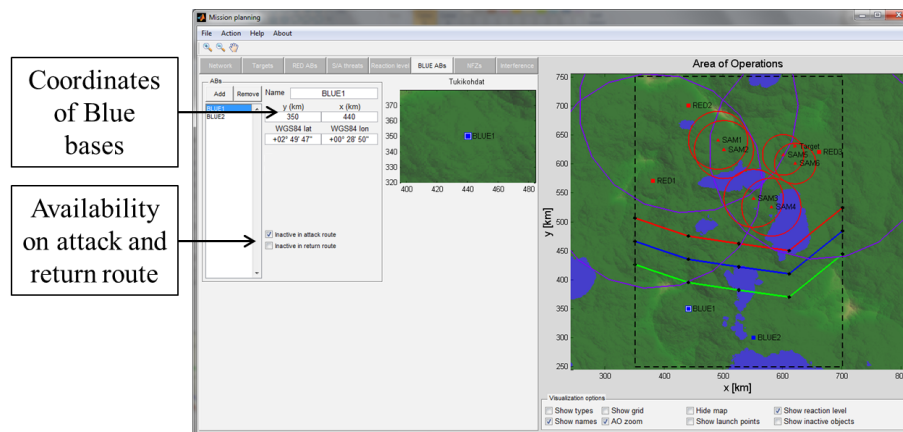 Coordinates
of Blue
bases
Availability
on attack and
return route
Mission planning
File Action Help About
Network Targets RED ABs S/A threats Reaction level BLUE ABs NFZs Interference
ABs
Add Remove Name BLUE1
BLUE1
BLUE2
y (km) x (km)
350 440
WGS84 lat WGS84 lon
+02° 49' 47" +00° 28' 50"
Inactive in attack route
Inactive in return route
Tukikohdat
360
340
320
400 420 440 460 480
BLUE1
Area of Operations
750
700
650
600
550
500
450
400
350
300
250
y [km]
300 400 500 600 700 800
x [km]
RED2
SAM1
SAM2
Target
SAM5
RED3
SAM6
RED1
SAM3
SAM4
BLUE1
BLUE2
Visualization options
Show types Show grid Hide map Show reaction level
Show names AO zoom Show launch points Show inactive objects